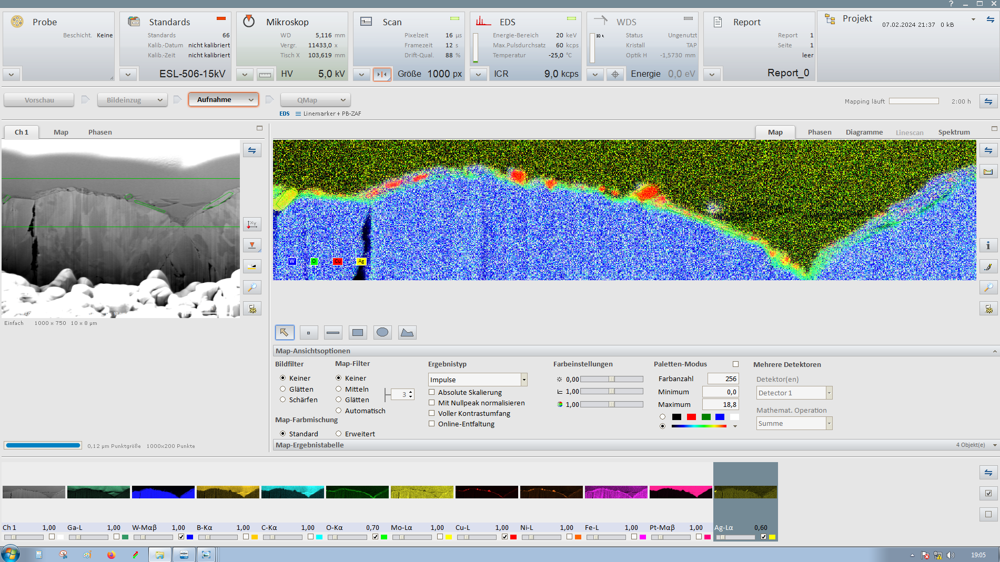 ?
Probe
Beschicht. Keine
Standards
Standards 66
Kalib.-Datum nicht kalibriert
Kalib.-Zeit nicht kalibriert
ESL-506-15kV
Mikroskop
WD 5,116 mm
Vergr. 11433,0 x
Tisch X 103,619 mm
HV 5,0 kV
Scan
Pixelzeit 16 µs
Framezeit 12 s
Drift-Qual. 88 %
Größe 1000 px
EDS
Energie-Bereich 20 keV
Max.Pulsdurchsatz 60 kcps
Temperatur -25,0 °C
ICR 9,0 kcps
WDS
10 k
Status Ungenutzt
Kristall TAP
Optik H -1,5730 mm
Energie 0,0 eV
Report
Report 1
Seite 1
leer
Report_0
Projekt 07.02.2024 21:37 0 kB
Vorschau Bildeinzug Aufnahme QMap
EDS Linemarker + PB-ZAF
Mapping läuft 2:00 h
Ch 1 Map Phasen
Map Phasen Diagramme Linescan Spektrum
XY
W O Cu Ag
Einfach 1000 x 750 10 x 8 µm
Map-Ansichtsoptionen
Bildfilter
Keiner
Glätten
Schärfen
Map-Filter
Keiner
Mitteln
Glätten
Automatisch
3
Map-Farbmischung
Standard Erweitert
Ergebnistyp
Impulse
Absolute Skalierung
Mit Nullpeak normalisieren
Voller Kontrastumfang
Online-Entfaltung
Farbeinstellungen
0,00
1,00
1,00
Paletten-Modus
Farbanzahl 256
Minimum 0,0
Maximum 18,8
Mehrere Detektoren
Detektor(en)
Detector 1
Mathemat. Operation
Summe
0,12 µm Punktgröße 1000x200 Punkte
Map-Ergebnistabelle 4 Objekt(e)
Ch 1 1,00 Ga-L 1,00 W-Mαβ 1,00 B-Kα 1,00 C-Kα 1,00 O-Kα 0,70 Mo-Lα 1,00 Cu-L 1,00 Ni-L 1,00 Fe-L 1,00 Pt-Mαβ 1,00 Ag-Lα 0,60
19:05